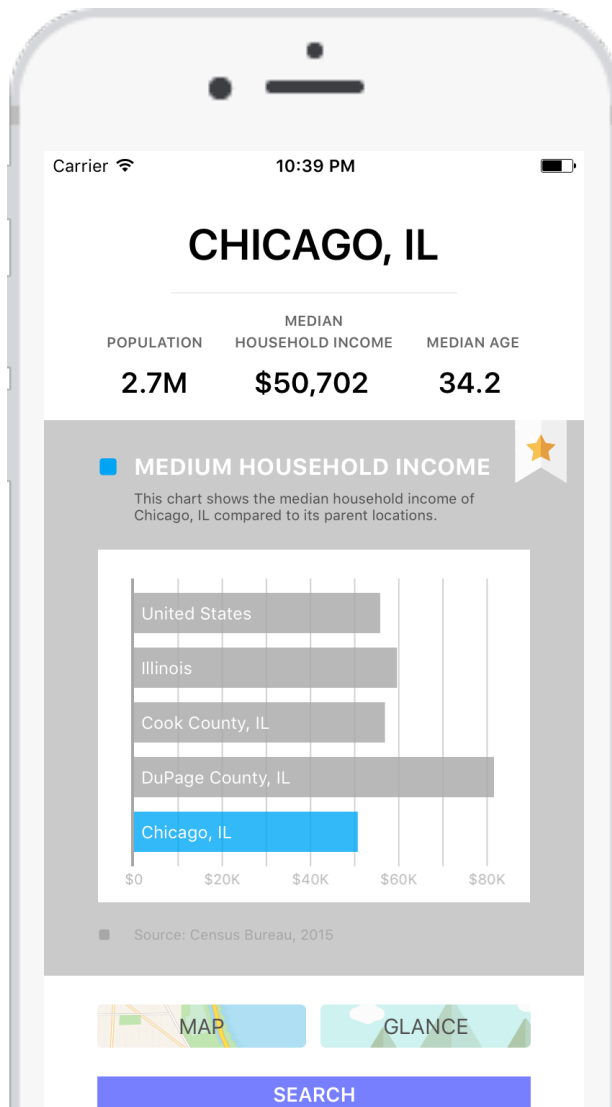 Carrier
10:39 PM
CHICAGO, IL
POPULATION
2.7M
MEDIAN
HOUSEHOLD INCOME
$50,702
MEDIAN AGE
34.2
MEDIUM HOUSEHOLD INCOME
This chart shows the median household income of
Chicago, IL compared to its parent locations.
United States
Illinois
Cook County, IL
DuPage County, IL
Chicago, IL
$0 $20K $40K $60K $80K
Source: Census Bureau, 2015
MAP
GLANCE
SEARCH